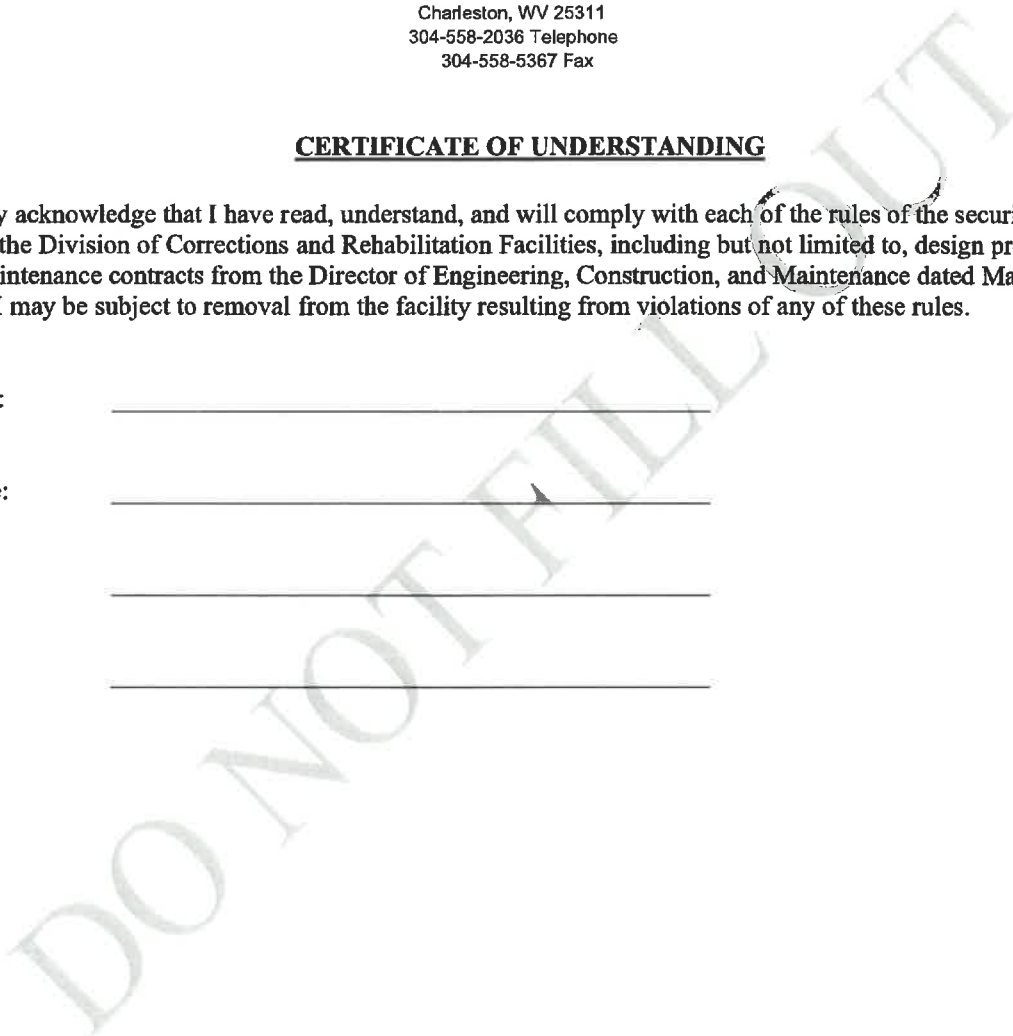 Charleston, WV 25311
304-558-2036 Telephone
304-558-5367 Fax
CERTIFICATE OF UNDERSTANDING
y acknowledge that I have read, understand, and will comply with each of the rules of the securi
the Division of Corrections and Rehabilitation Facilities, including but not limited to, design pr
intenance contracts from the Director of Engineering, Construction, and Maintenance dated Ma
I may be subject to removal from the facility resulting from violations of any of these rules.
:
:
DO NOT FILL OUT